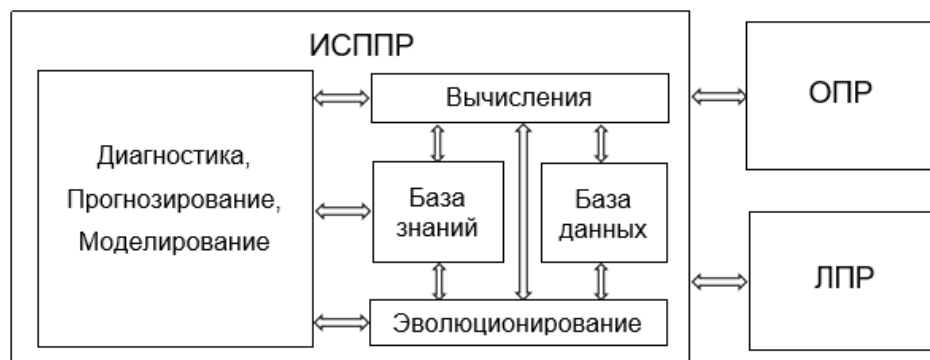 ИСППР
Диагностика,
Прогнозирование,
Моделирование
Вычисления
База
знаний
База
данных
Эволюционирование
ОПР
ЛПР